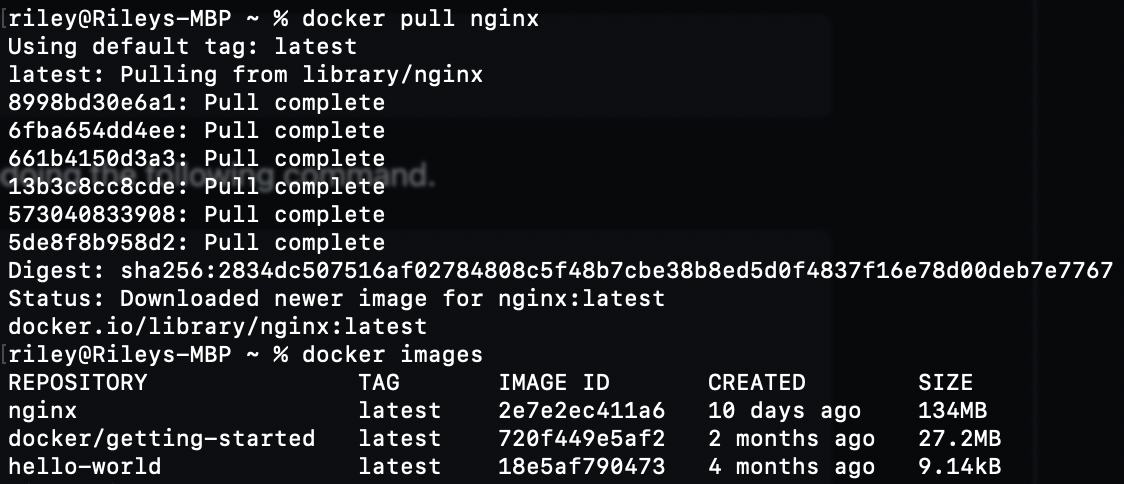 [riley@Rileys-MBP ~ % docker pull nginx
Using default tag: latest
latest: Pulling from library/nginx
8998bd30e6a1: Pull complete
6fba654dd4ee: Pull complete
661b4150d3a3: Pull complete
13b3c8cc8cde: Pull complete
573040833908: Pull complete
5de8f8b958d2: Pull complete
Digest: sha256:2834dc507516af02784808c5f48b7cbe38b8ed5d0f4837f16e78d00deb7e7767
Status: Downloaded newer image for nginx:latest
docker.io/library/nginx:latest
[riley@Rileys-MBP ~ % docker images
REPOSITORY TAG IMAGE ID CREATED SIZE
nginx latest 2e7e2ec411a6 10 days ago 134MB
docker/getting-started latest 720f449e5af2 2 months ago 27.2MB
hello-world latest 18e5af790473 4 months ago 9.14kB